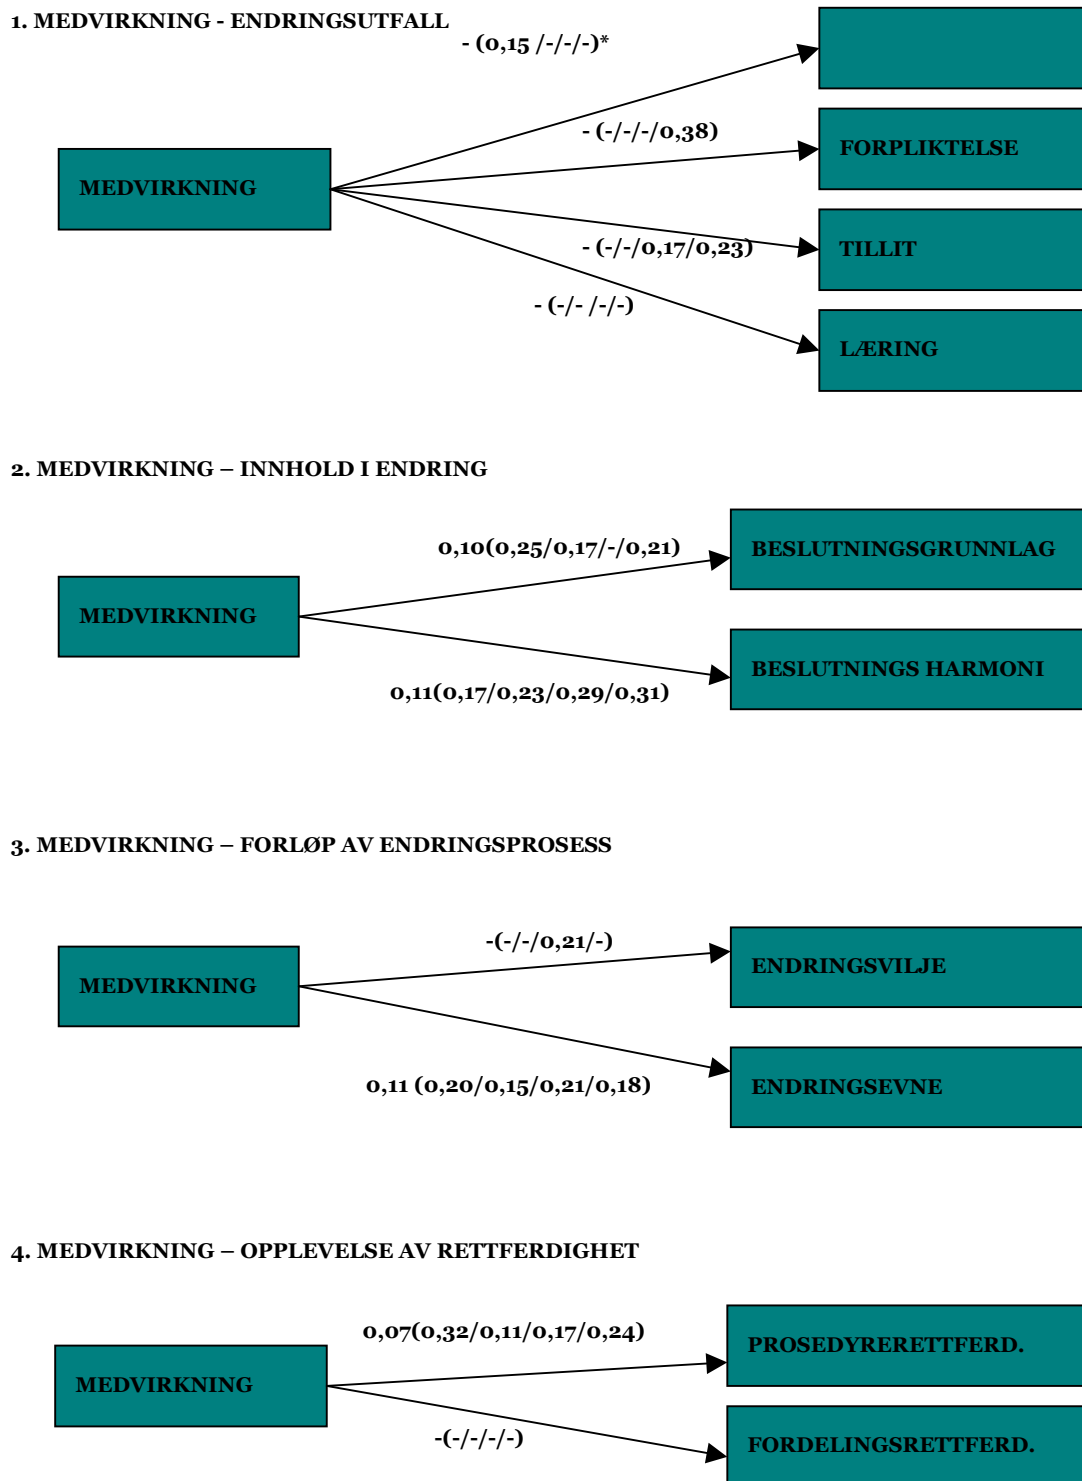 1. MEDVIRKNING - ENDRINGSUTFALL
- (0,15 /-/-/-)*
- (-/-/-/0,38)
FORPLIKTELSE
MEDVIRKNING
- (-/-/0,17/0,23)
TILLIT
- (-/- /-/-)
LÆRING
2. MEDVIRKNING – INNHOLD I ENDRING
0,10(0,25/0,17/-/0,21)
BESLUTNINGSGRUNNLAG
MEDVIRKNING
BESLUTNINGS HARMONI
0,11(0,17/0,23/0,29/0,31)
3. MEDVIRKNING – FORLØP AV ENDRINGSPROSESS
-(-/-/0,21/-)
ENDRINGSVILJE
MEDVIRKNING
0,11 (0,20/0,15/0,21/0,18)
ENDRINGSEVNE
4. MEDVIRKNING – OPPLEVELSE AV RETTFERDIGHET
0,07(0,32/0,11/0,17/0,24)
PROSEDYRERETTFERD.
MEDVIRKNING
-(-/-/-/-)
FORDELINGSRETTFERD.